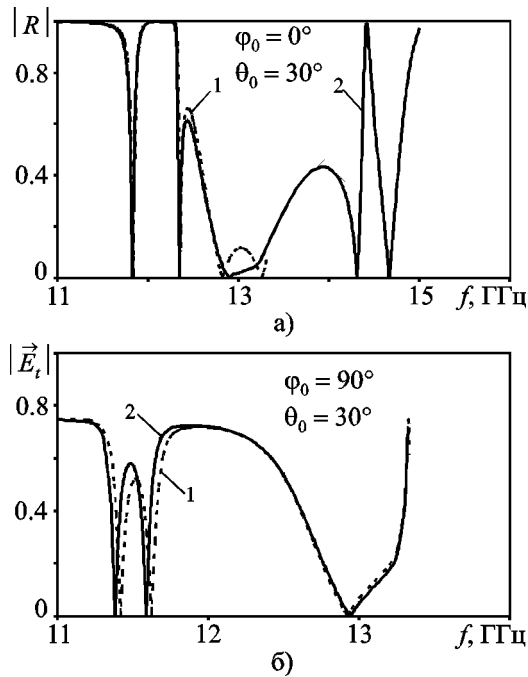 |R|
φ₀ = 0°
θ₀ = 30°
1
2
0.8
0.4
0
11
13
15
f, ГГц
а)
|E⃗ₜ|
φ₀ = 90°
θ₀ = 30°
2
1
0.8
0.4
0
11
12
13
f, ГГц
б)